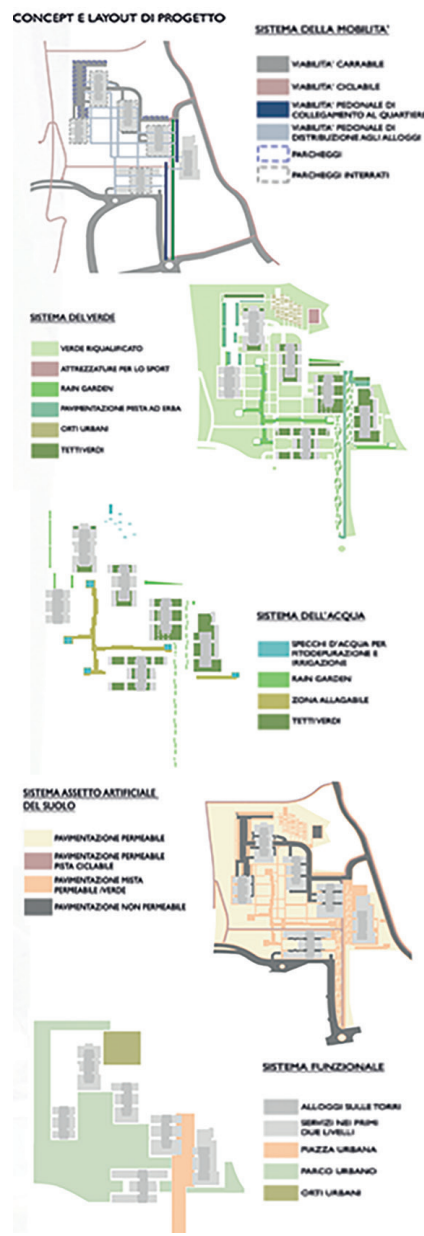 CONCEPT E LAYOUT DI PROGETTO
SISTEMA DELLA MOBILITA'
VIABILITA' CARRABILE
VIABILITA' CICLABILE
VIABILITA' PEDONALE DI
COLLEGAMENTO AL QUARTIERE
VIABILITA' PEDONALE DI
DISTRIBUZIONE AGLI ALLOGGI
PARCHEGGI
PARCHEGGI INTERRATI
SISTEMA DEL VERDE
VERDE RIQUALIFICATO
ATTREZZATURE PER LO SPORT
RAIN GARDEN
PAVIMENTAZIONE MISTA AD ERBA
ORTI URBANI
TETTI VERDI
SISTEMA DELL'ACQUA
SPECCHI D'ACQUA PER
FITODEPURAZIONE E
IRRIGAZIONE
RAIN GARDEN
ZONA ALLAGABILE
TETTI VERDI
SISTEMA ASSETTO ARTIFICIALE
DEL SUOLO
PAVIMENTAZIONE PERMEABILE
PAVIMENTAZIONE PERMEABILE
PISTA CICLABILE
PAVIMENTAZIONE MISTA
PERMEABILE /VERDE
PAVIMENTAZIONE NON PERMEABILE
SISTEMA FUNZIONALE
ALLOGGI SULLE TORRI
SERVIZI NEI PRIMI
DUE LIVELLI
PIAZZA URBANA
PARCO URBANO
ORTI URBANI